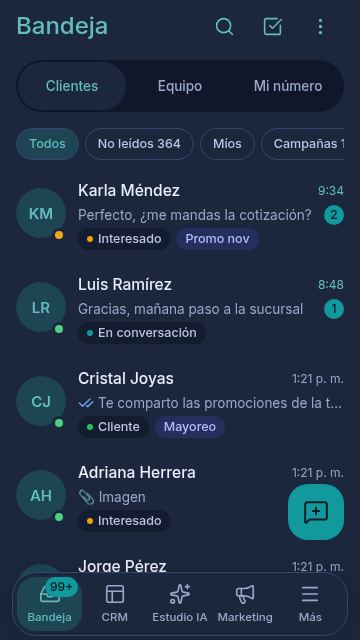 Bandeja
Clientes
Equipo
Mi número
Todos
No leídos 364
Míos
Campañas 1
KM
Karla Méndez
9:34
Perfecto, ¿me mandas la cotización?
2
Interesado
Promo nov
LR
Luis Ramírez
8:48
Gracias, mañana paso a la sucursal
1
En conversación
CJ
Cristal Joyas
1:21 p. m.
Te comparto las promociones de la t...
Cliente
Mayoreo
AH
Adriana Herrera
1:21 p. m.
📎 Imagen
Interesado
Jorge Pérez
1:21 p. m.
99+
Bandeja
CRM
Estudio IA
Marketing
Más